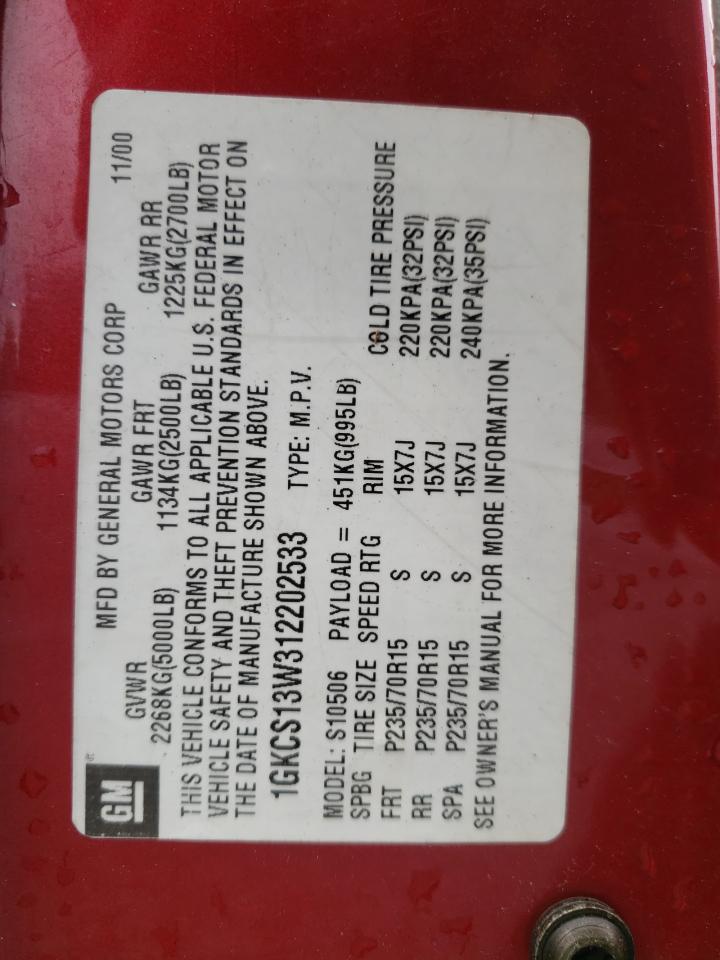 GM
MFD BY GENERAL MOTORS CORP 11/00
GVWR GAWR FRT GAWR RR
2268KG(5000LB) 1134KG(2500LB) 1225KG(2700LB)
THIS VEHICLE CONFORMS TO ALL APPLICABLE U.S. FEDERAL MOTOR
VEHICLE SAFETY AND THEFT PREVENTION STANDARDS IN EFFECT ON
THE DATE OF MANUFACTURE SHOWN ABOVE.
1GKCS13W312202533 TYPE: M.P.V.
MODEL: S10506 PAYLOAD = 451KG(995LB)
SPBG TIRE SIZE SPEED RTG RIM COLD TIRE PRESSURE
FRT P235/70R15 S 15X7J 220KPA(32PSI)
RR P235/70R15 S 15X7J 220KPA(32PSI)
SPA P235/70R15 S 15X7J 240KPA(35PSI)
SEE OWNER'S MANUAL FOR MORE INFORMATION.